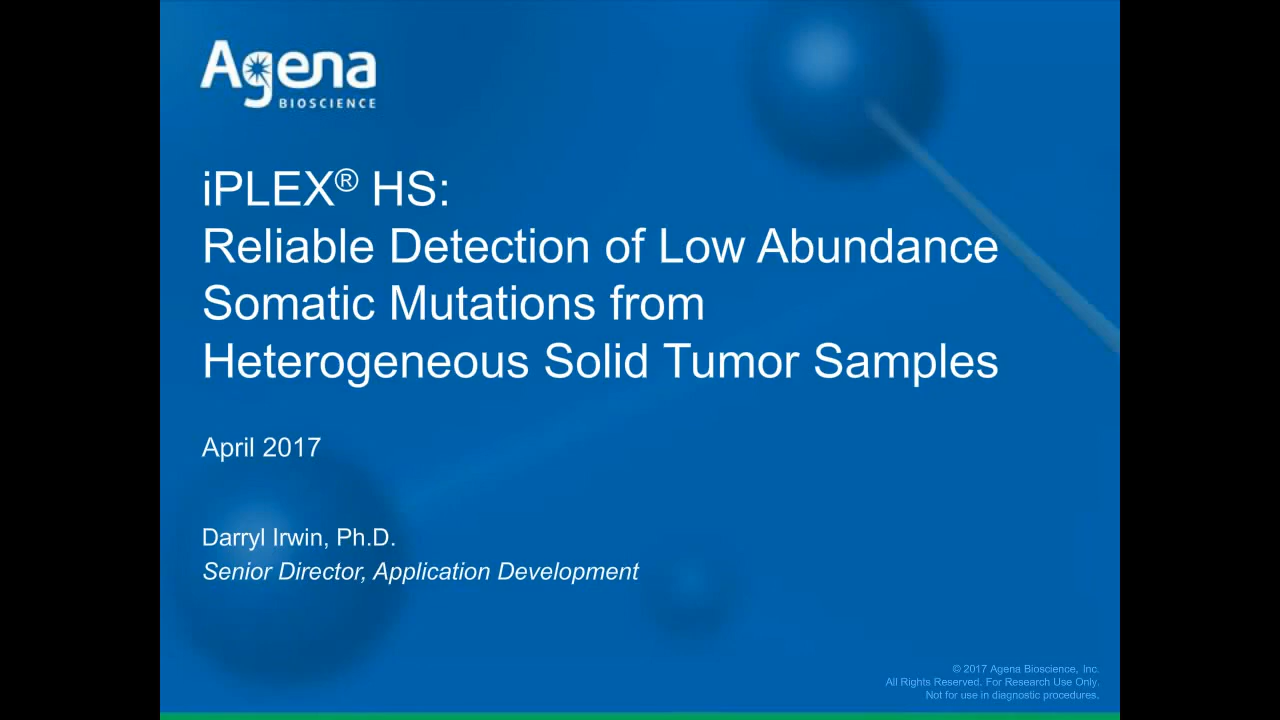 Agena
BIOSCIENCE
iPLEX® HS:
Reliable Detection of Low Abundance
Somatic Mutations from
Heterogeneous Solid Tumor Samples
April 2017
Darryl Irwin, Ph.D.
Senior Director, Application Development
© 2017 Agena Bioscience, Inc.
All Rights Reserved. For Research Use Only.
Not for use in diagnostic procedures.